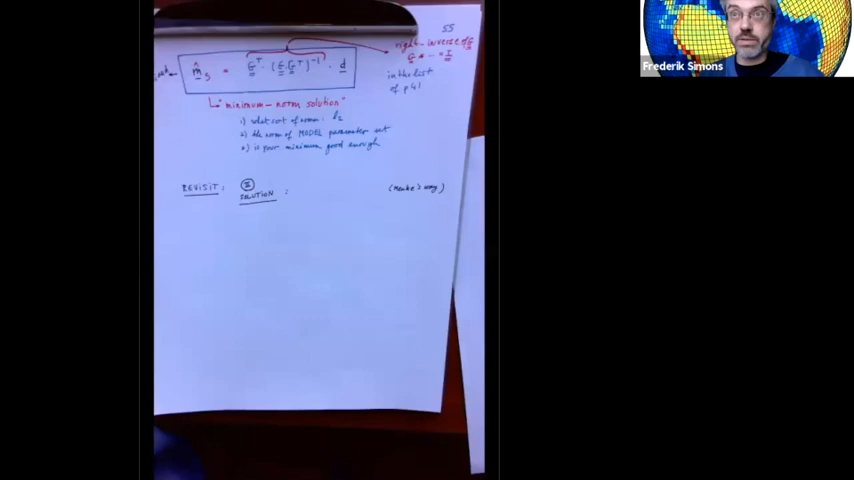 55
m̂s = G^T · (G G^T)^-1 · d
right-inverse of G
G * ... = I
in the list
of p41
↳ "minimum-norm solution"
1) what sort of norm: l2
2) the norm of MODEL parameter set
3) is your minimum good enough
REVISIT: II (Menke's way)
SOLUTION :
Frederik Simons